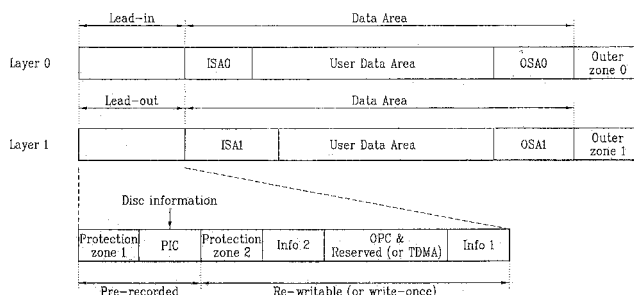 Lead-in Data Area
Layer 0 ISA0 User Data Area OSA0 Outer zone 0
Lead-out Data Area
Layer 1 ISA1 User Data Area OSA1 Outer zone 1
Disc information
Protection zone 1 PIC Protection zone 2 Info 2 OPC & Reserved (or TDMA) Info 1
Pre-recorded Re-writable (or write-once)